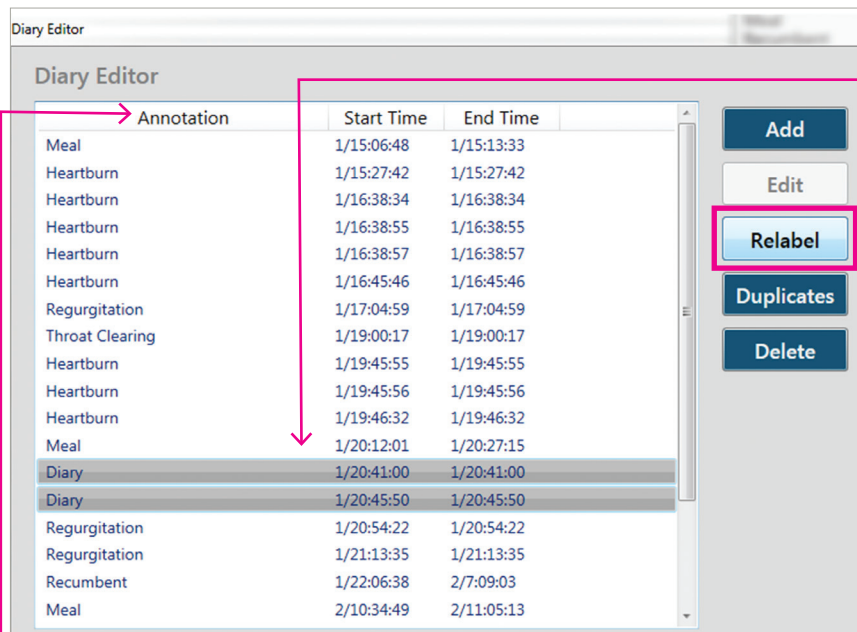 Diary Editor
Meal
Recumbent
Diary Editor
Annotation Start Time End Time
Meal 1/15:06:48 1/15:13:33
Heartburn 1/15:27:42 1/15:27:42
Heartburn 1/16:38:34 1/16:38:34
Heartburn 1/16:38:55 1/16:38:55
Heartburn 1/16:38:57 1/16:38:57
Heartburn 1/16:45:46 1/16:45:46
Regurgitation 1/17:04:59 1/17:04:59
Throat Clearing 1/19:00:17 1/19:00:17
Heartburn 1/19:45:55 1/19:45:55
Heartburn 1/19:45:56 1/19:45:56
Heartburn 1/19:46:32 1/19:46:32
Meal 1/20:12:01 1/20:27:15
Diary 1/20:41:00 1/20:41:00
Diary 1/20:45:50 1/20:45:50
Regurgitation 1/20:54:22 1/20:54:22
Regurgitation 1/21:13:35 1/21:13:35
Recumbent 1/22:06:38 2/7:09:03
Meal 2/10:34:49 2/11:05:13
Add
Edit
Relabel
Duplicates
Delete